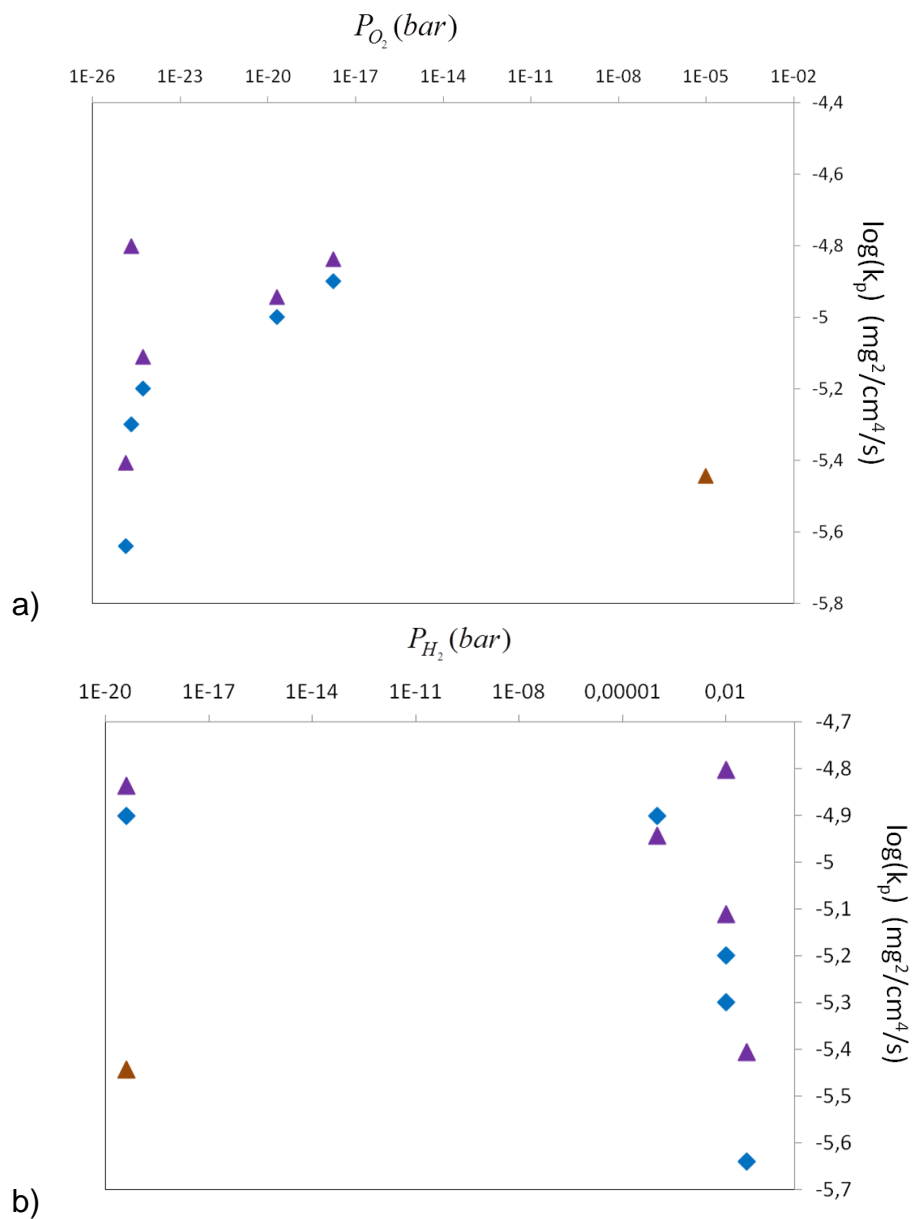 P_{O_2} (bar)
1E-26 1E-23 1E-20 1E-17 1E-14 1E-11 1E-08 1E-05 1E-02
-4,4
-4,6
-4,8
-5
-5,2
-5,4
-5,6
-5,8
log(k_p) (mg²/cm⁴/s)
a)
P_{H_2} (bar)
1E-20 1E-17 1E-14 1E-11 1E-08 0,00001 0,01
-4,7
-4,8
-4,9
-5
-5,1
-5,2
-5,3
-5,4
-5,5
-5,6
-5,7
log(k_p) (mg²/cm⁴/s)
b)